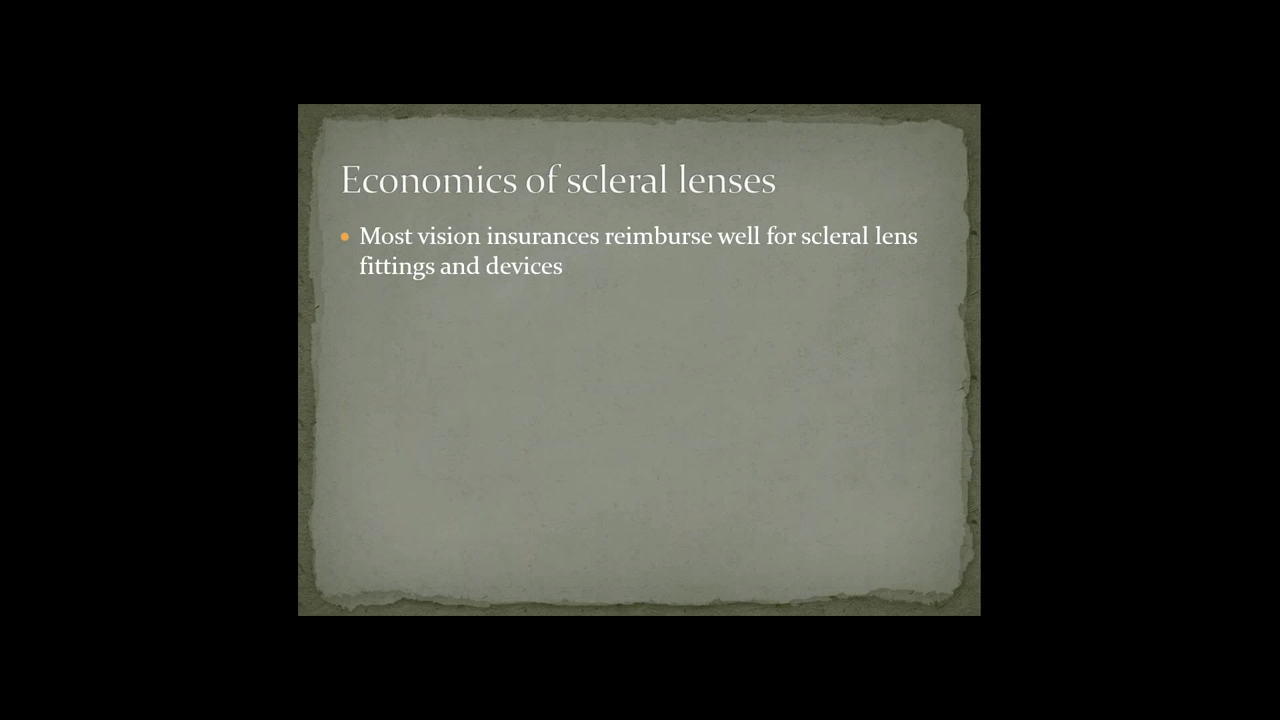 Economics of scleral lenses
• Most vision insurances reimburse well for scleral lens
fittings and devices